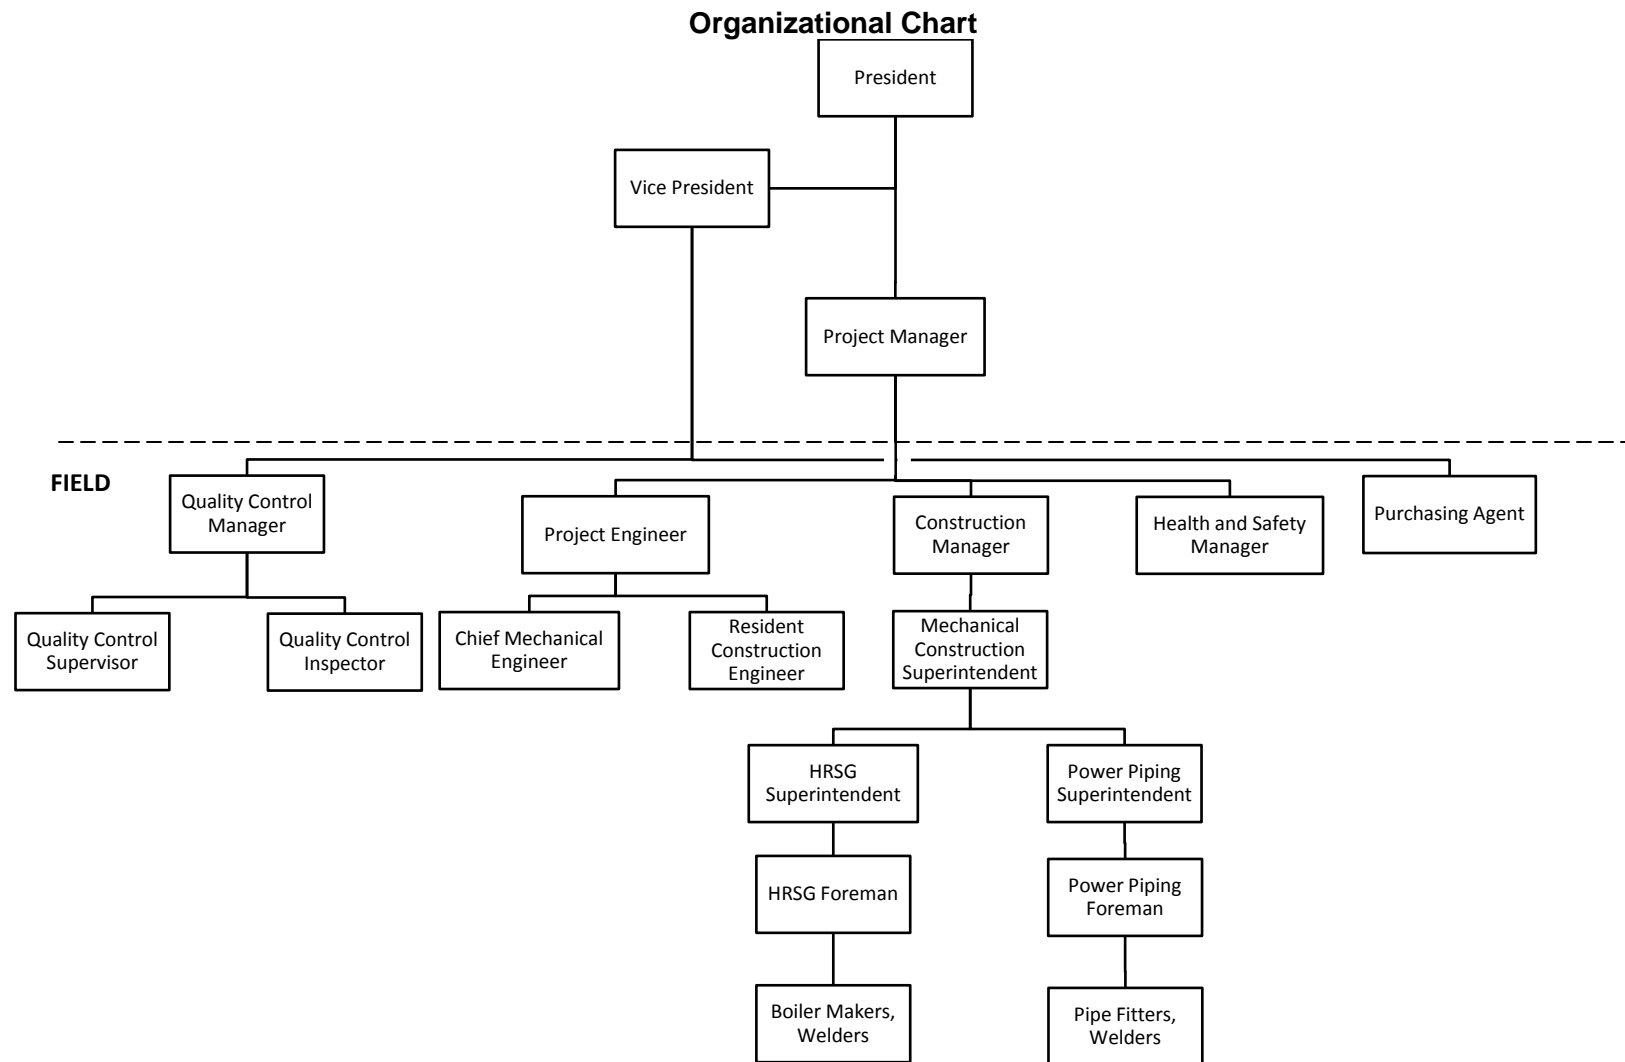 Organizational Chart
President
Vice President
Project Manager
FIELD
Quality Control
Manager
Project Engineer
Construction
Manager
Health and Safety
Manager
Purchasing Agent
Quality Control
Supervisor
Quality Control
Inspector
Chief Mechanical
Engineer
Resident
Construction
Engineer
Mechanical
Construction
Superintendent
HRSG
Superintendent
Power Piping
Superintendent
HRSG Foreman
Power Piping
Foreman
Boiler Makers,
Welders
Pipe Fitters,
Welders